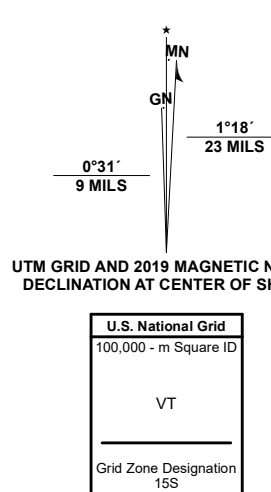 ★
MN
GN
1°18´
23 MILS
0°31´
9 MILS
UTM GRID AND 2019 MAGNETIC N
DECLINATION AT CENTER OF SH
U.S. National Grid
100,000 - m Square ID
VT
Grid Zone Designation
15S